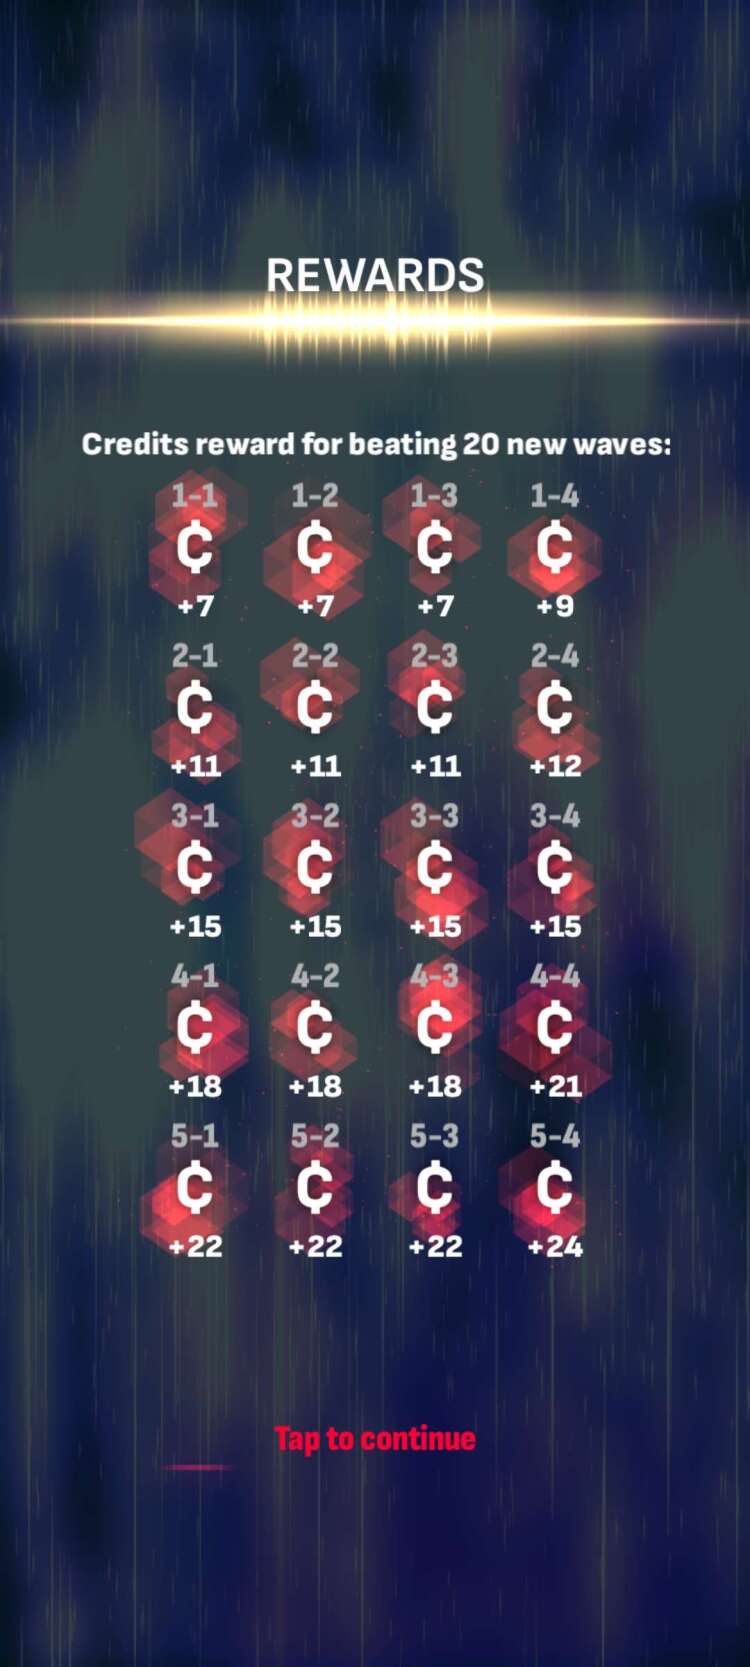 REWARDS
Credits reward for beating 20 new waves:
1-1 1-2 1-3 1-4
₵ ₵ ₵ ₵
+7 +7 +7 +9
2-1 2-2 2-3 2-4
₵ ₵ ₵ ₵
+11 +11 +11 +12
3-1 3-2 3-3 3-4
₵ ₵ ₵ ₵
+15 +15 +15 +15
4-1 4-2 4-3 4-4
₵ ₵ ₵ ₵
+18 +18 +18 +21
5-1 5-2 5-3 5-4
₵ ₵ ₵ ₵
+22 +22 +22 +24
Tap to continue